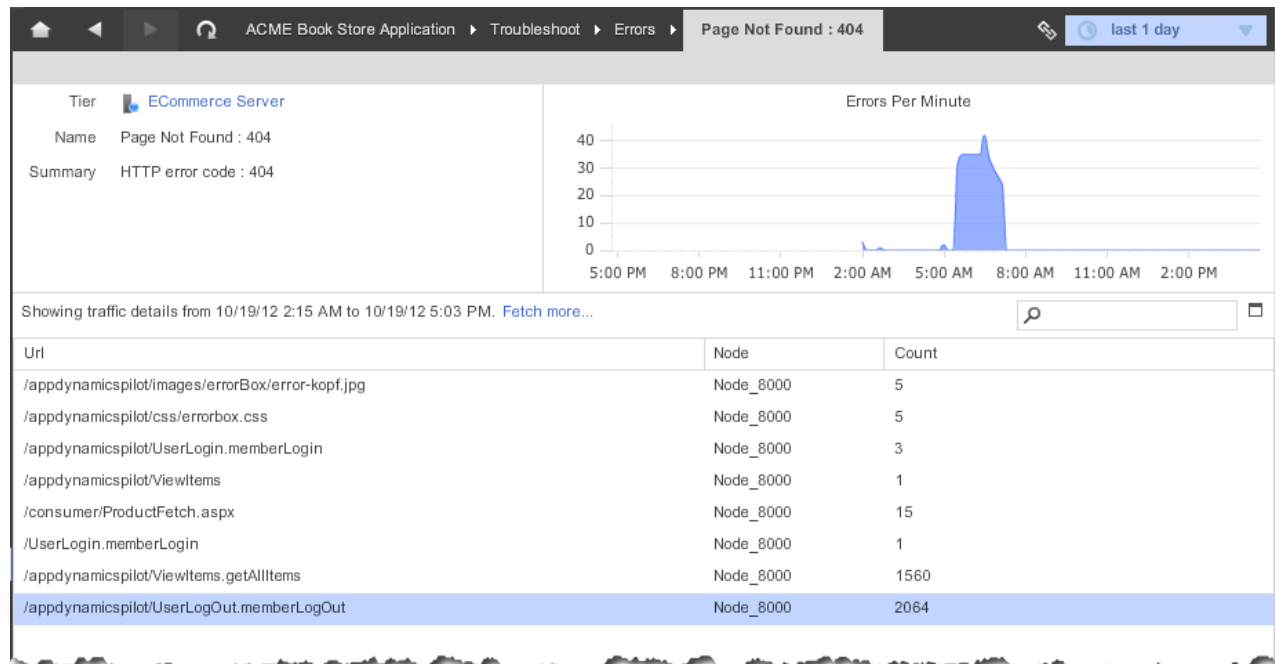 ACME Book Store Application Troubleshoot Errors Page Not Found : 404 last 1 day
Tier ECommerce Server
Name Page Not Found : 404
Summary HTTP error code : 404
Errors Per Minute
40
30
20
10
0
5:00 PM 8:00 PM 11:00 PM 2:00 AM 5:00 AM 8:00 AM 11:00 AM 2:00 PM
Showing traffic details from 10/19/12 2:15 AM to 10/19/12 5:03 PM. Fetch more...
Url Node Count
/appdynamicspilot/images/errorBox/error-kopf.jpg Node_8000 5
/appdynamicspilot/css/errorbox.css Node_8000 5
/appdynamicspilot/UserLogin.memberLogin Node_8000 3
/appdynamicspilot/ViewItems Node_8000 1
/consumer/ProductFetch.aspx Node_8000 15
/UserLogin.memberLogin Node_8000 1
/appdynamicspilot/ViewItems.getAllItems Node_8000 1560
/appdynamicspilot/UserLogOut.memberLogOut Node_8000 2064